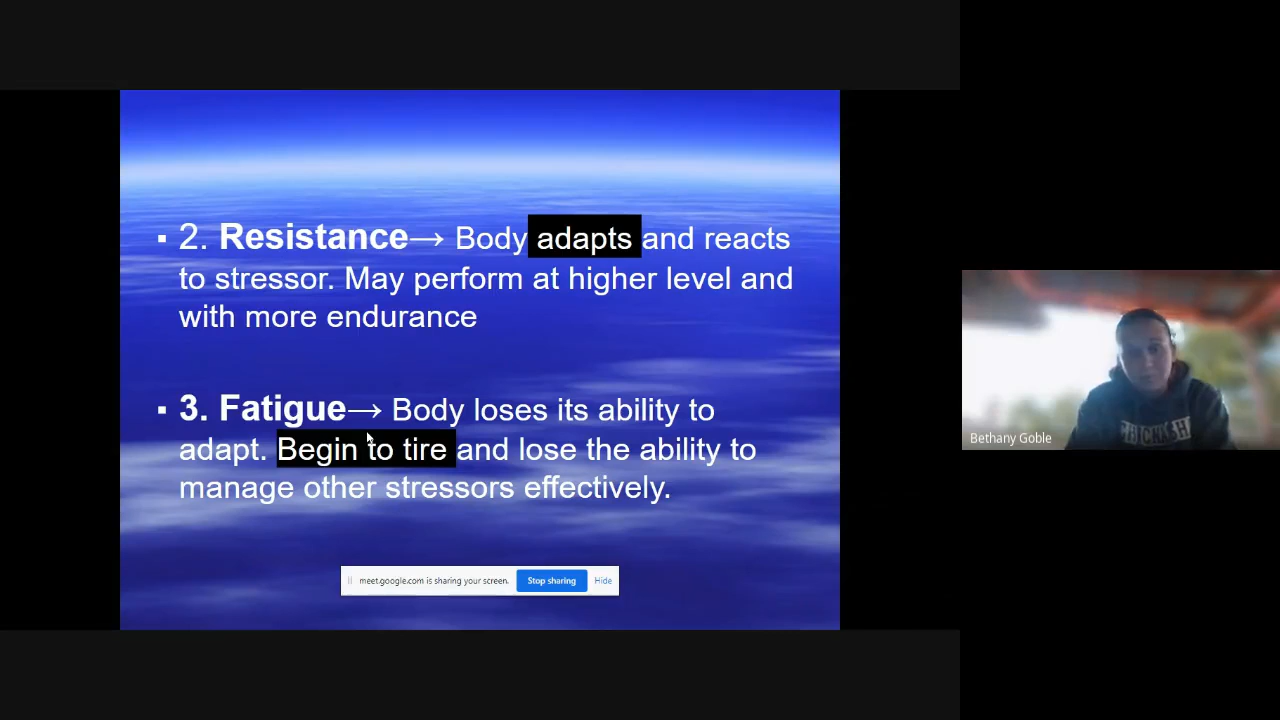 ▪ 2. Resistance→ Body adapts and reacts
to stressor. May perform at higher level and
with more endurance
▪ 3. Fatigue→ Body loses its ability to
adapt. Begin to tire and lose the ability to
manage other stressors effectively.
meet.google.com is sharing your screen. Stop sharing Hide
Bethany Goble